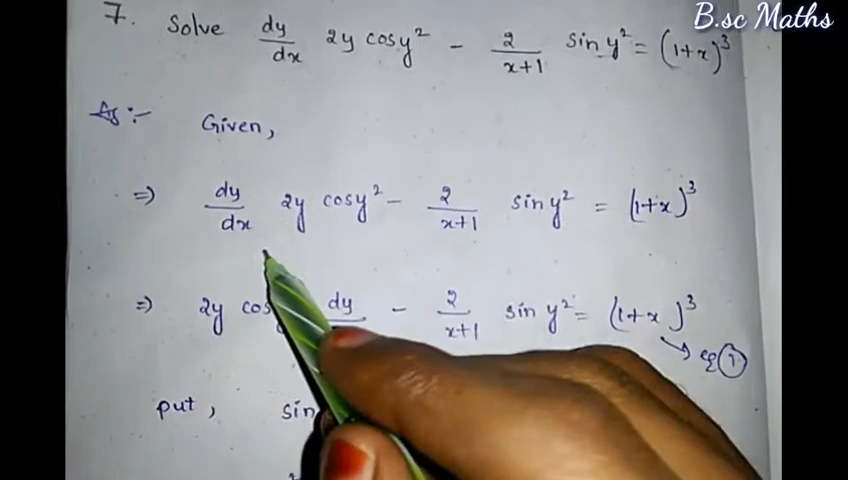 B.sc Maths
7. Solve dy/dx 2y cosy² - 2/x+1 sin y² = (1+x)³
As :-  Given,
=> dy/dx 2y cosy² - 2/x+1 sin y² = (1+x)³
=> 2y cos dy - 2/x+1 sin y² = (1+x)³
eq 1
put, sin